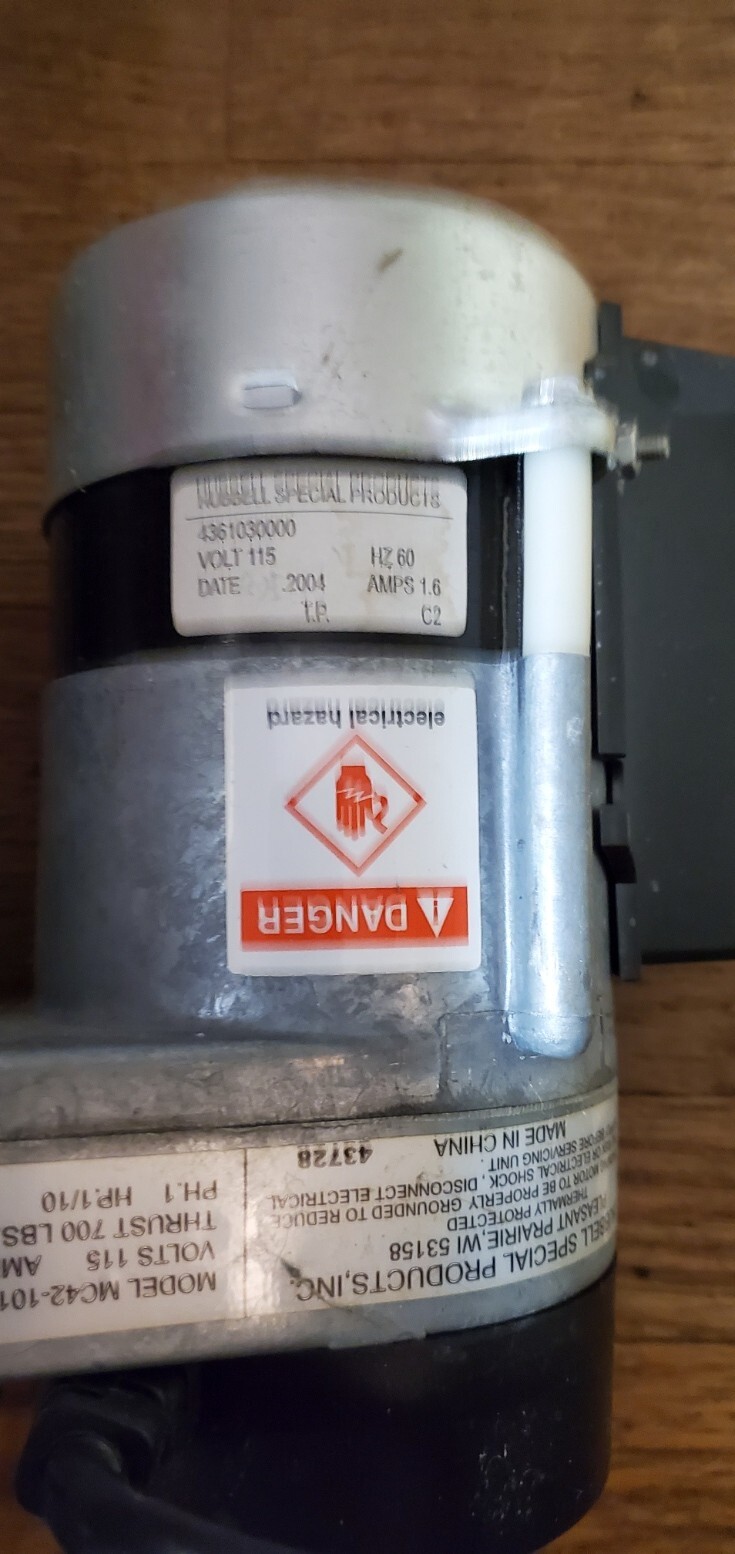 HUBBELL SPECIAL PRODUCTS
4361030000
VOLT 115 HZ 60
DATE .2004 AMPS 1.6
T.P. C2
DANGER
electrical hazard
MODEL MC42-101
VOLTS 115 AM
THRUST 700 LBS
PH.1 HP.1/10
SPECIAL PRODUCTS,INC.
PLEASANT PRAIRIE,WI 53158
THERMALLY PROTECTED
MOTOR TO BE PROPERLY GROUNDED TO REDUCE
OR ELECTRICAL SHOCK, DISCONNECT ELECTRICAL
BEFORE SERVICING UNIT.
MADE IN CHINA 43728